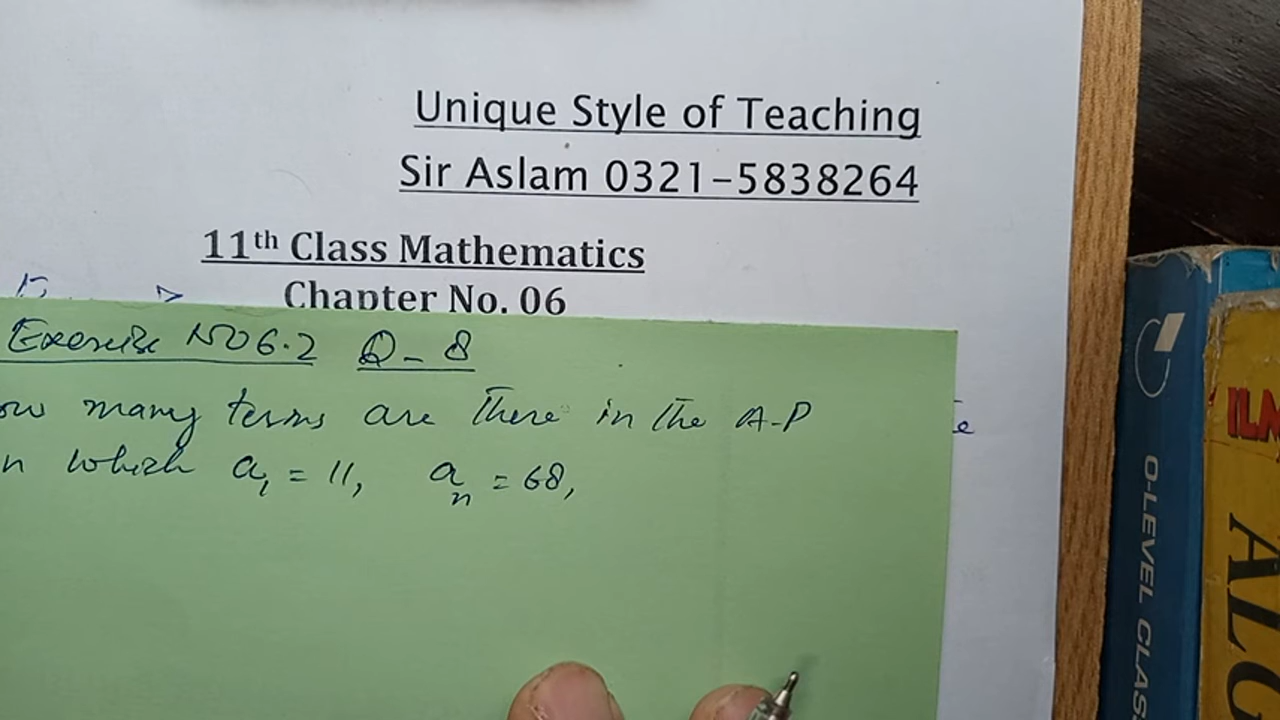 Unique Style of Teaching
Sir Aslam 0321-5838264
11th Class Mathematics
Chapter No. 06
Exercise NO 6.2 Q-8
many terms are there in the A-P
which a₁ = 11, aₙ = 68,
O-LEVEL CLAS